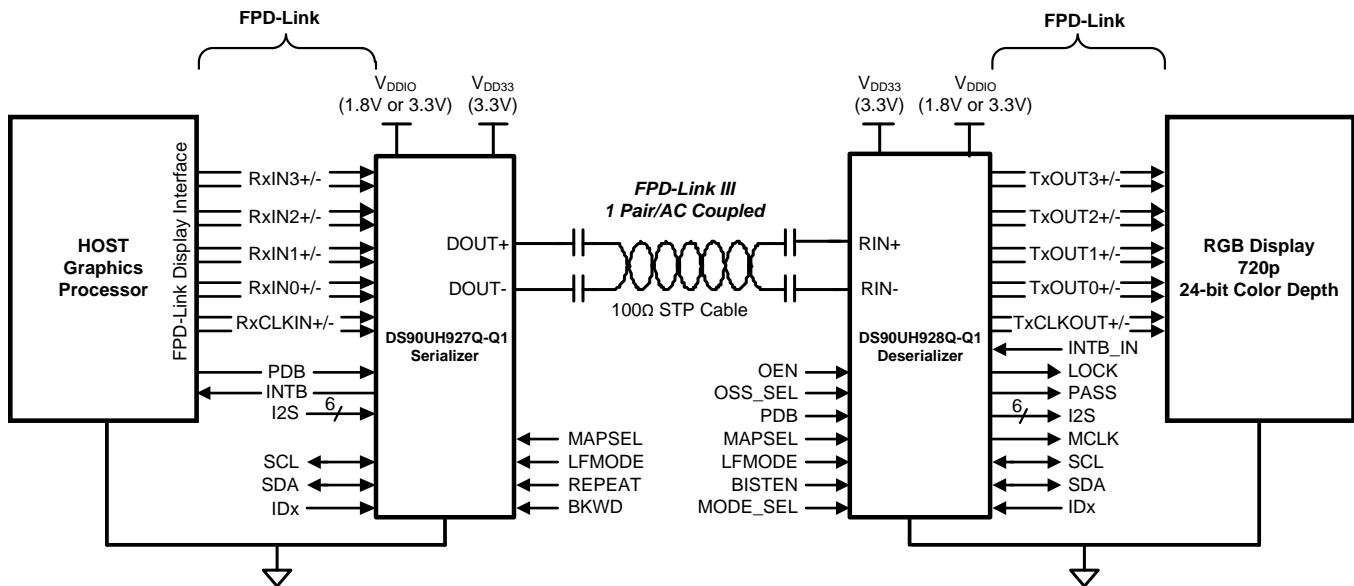 FPD-Link
FPD-Link
VDDIO
(1.8V or 3.3V)
VDD33
(3.3V)
VDD33
(3.3V)
VDDIO
(1.8V or 3.3V)
HOST
Graphics
Processor
FPD-Link Display Interface
RxIN3+/-
RxIN2+/-
RxIN1+/-
RxIN0+/-
RxCLKIN+/-
PDB
INTB
I2S
6
SCL
SDA
IDx
DOUT+
DOUT-
DS90UH927Q-Q1
Serializer
MAPSEL
LFMODE
REPEAT
BKWD
FPD-Link III
1 Pair/AC Coupled
100Ω STP Cable
RIN+
RIN-
DS90UH928Q-Q1
Deserializer
OEN
OSS_SEL
PDB
MAPSEL
LFMODE
BISTEN
MODE_SEL
TxOUT3+/-
TxOUT2+/-
TxOUT1+/-
TxOUT0+/-
TxCLKOUT+/-
INTB_IN
LOCK
PASS
6
I2S
MCLK
SCL
SDA
IDx
RGB Display
720p
24-bit Color Depth